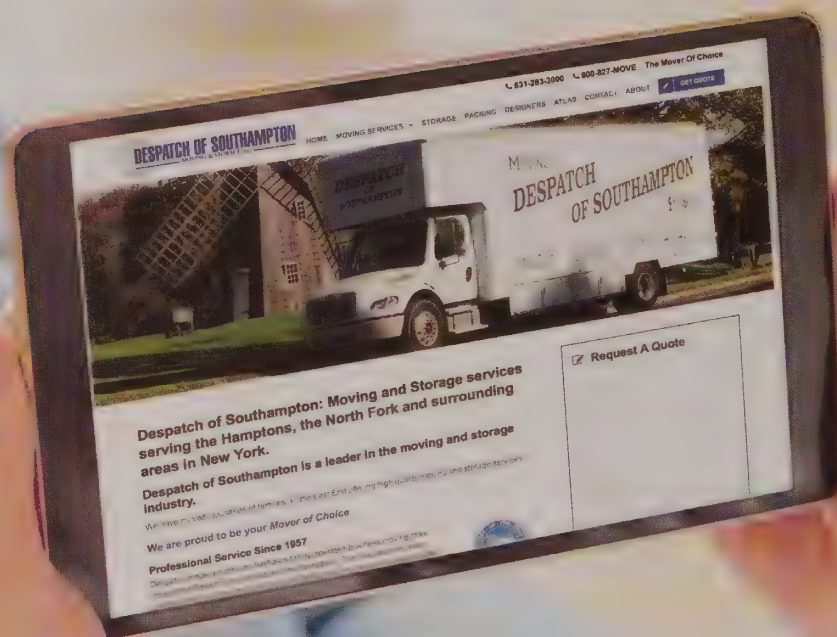 631-283-3000 800-827-MOVE The Mover Of Choice
DESPATCH OF SOUTHAMPTON
MOVING & STORAGE
HOME MOVING SERVICES STORAGE PACKING DESIGNERS ATLAS CONTACT ABOUT GET QUOTE
DESPATCH
OF
SOUTHAMPTON
DESPATCH
OF SOUTHAMPTON
Despatch of Southampton: Moving and Storage services
serving the Hamptons, the North Fork and surrounding
areas in New York.
Despatch of Southampton is a leader in the moving and storage
industry.
We are proud to be your Mover of Choice
Professional Service Since 1957
Request A Quote